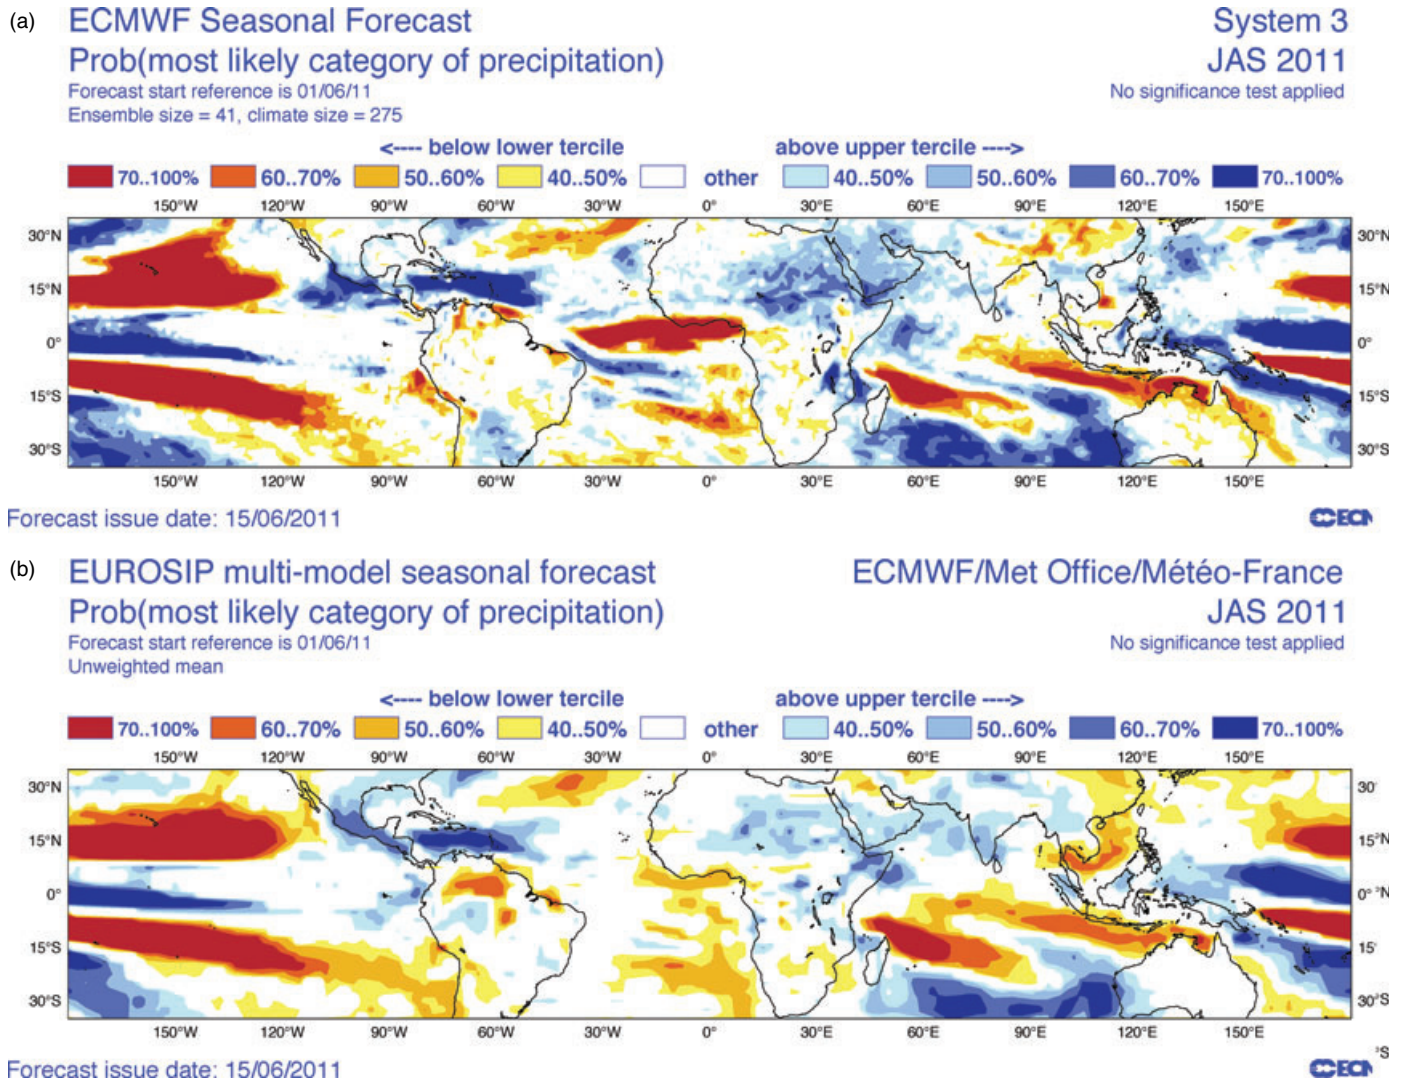 (a) ECMWF Seasonal Forecast System 3
Prob(most likely category of precipitation) JAS 2011
Forecast start reference is 01/06/11 No significance test applied
Ensemble size = 41, climate size = 275
<---- below lower tercile above upper tercile ---->
70..100% 60..70% 50..60% 40..50% other 40..50% 50..60% 60..70% 70..100%
150°W 120°W 90°W 60°W 30°W 0° 30°E 60°E 90°E 120°E 150°E
30°N 30°N
15°N 15°N
0° 0°
15°S 15°S
30°S 30°S
150°W 120°W 90°W 60°W 30°W 0° 30°E 60°E 90°E 120°E 150°E
Forecast issue date: 15/06/2011
(b) EUROSIP multi-model seasonal forecast ECMWF/Met Office/Météo-France
Prob(most likely category of precipitation) JAS 2011
Forecast start reference is 01/06/11 No significance test applied
Unweighted mean
<---- below lower tercile above upper tercile ---->
70..100% 60..70% 50..60% 40..50% other 40..50% 50..60% 60..70% 70..100%
150°W 120°W 90°W 60°W 30°W 0° 30°E 60°E 90°E 120°E 150°E
30°N 30'
15°N 15°N
0° 0° °N
15°S 15'
30°S 30°S
150°W 120°W 90°W 60°W 30°W 0° 30°E 60°E 90°E 120°E 150°E
°S
Forecast issue date: 15/06/2011